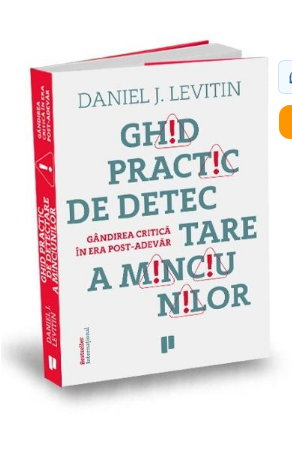 DANIEL J. LEVITIN
GH!D
PRACT!C
DE DETEC
GÂNDIREA CRITICĂ
ÎN ERA POST-ADEVĂR
TARE
A M!NC!U
N!LOR
Bestseller
internațional
GÂNDIREA
CRITICĂ ÎN ERA
POST-ADEVĂR
!
GHID PRACTIC
DE DETECTARE
A MINCIUNILOR
DANIEL J.
LEVITIN